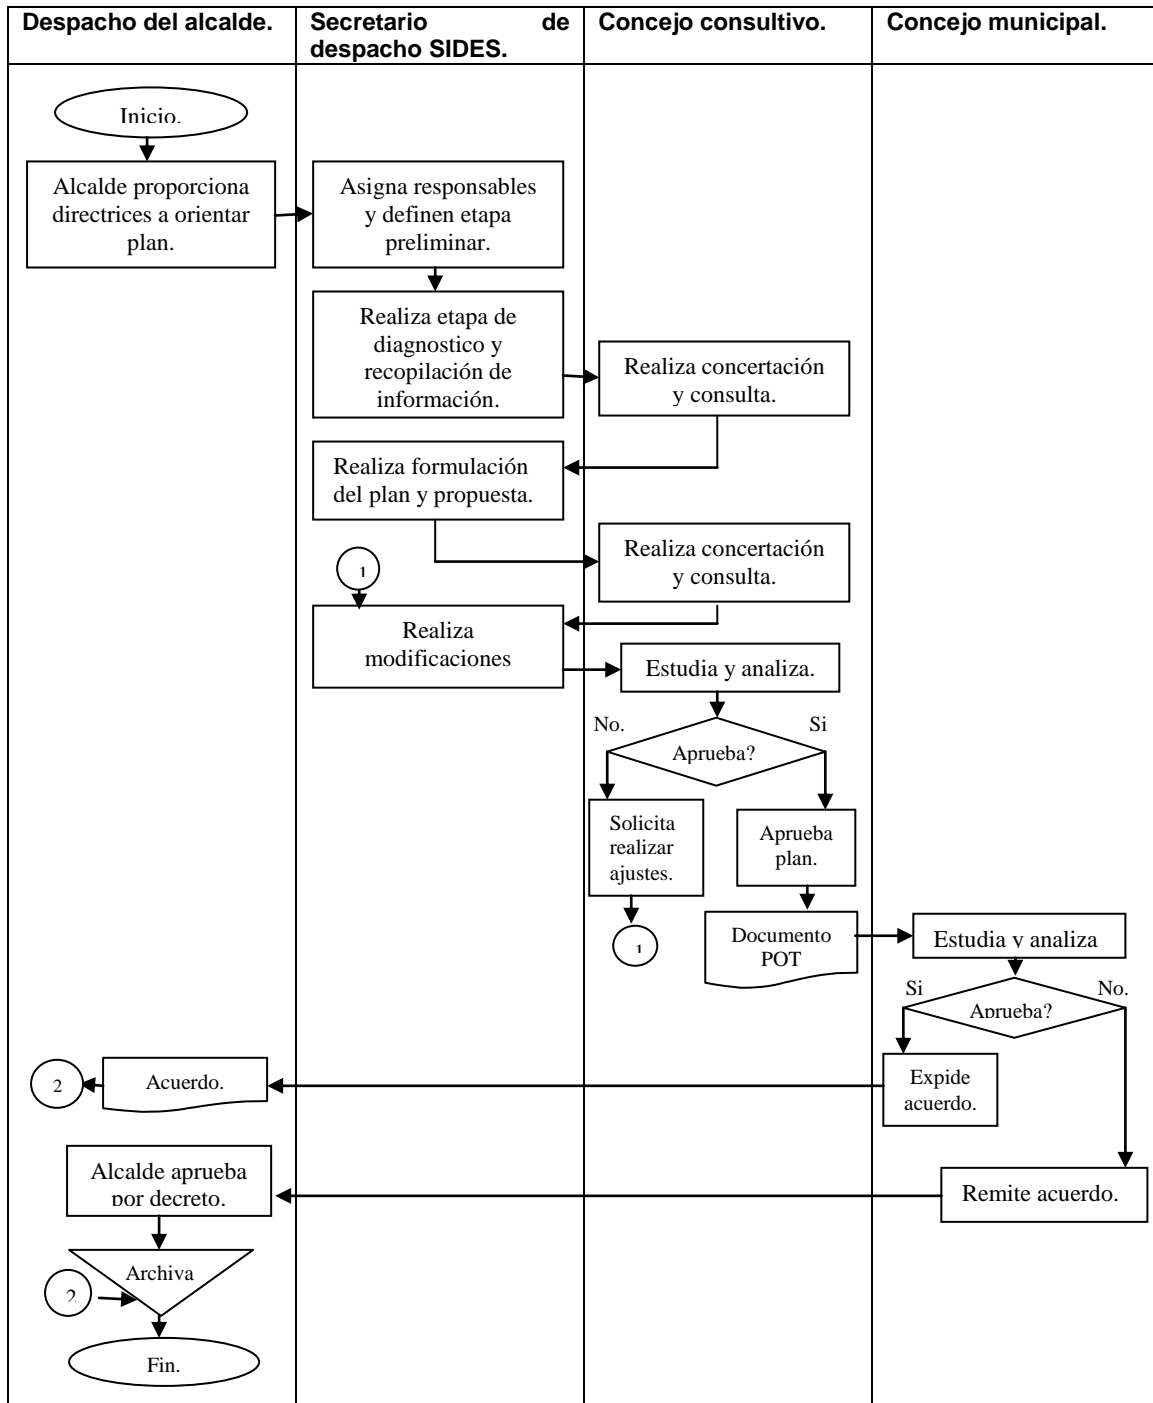 Despacho del alcalde.
Secretario de
despacho SIDES.
Concejo consultivo.
Concejo municipal.
Inicio.
Alcalde proporciona
directrices a orientar
plan.
Asigna responsables
y definen etapa
preliminar.
Realiza etapa de
diagnostico y
recopilación de
información.
Realiza concertación
y consulta.
Realiza formulación
del plan y propuesta.
Realiza concertación
y consulta.
1
Realiza
modificaciones
Estudia y analiza.
No.
Si
Aprueba?
Solicita
realizar
ajustes.
Aprueba
plan.
1
Documento
POT
Estudia y analiza
Si
No.
Aprueba?
2
Acuerdo.
Expide
acuerdo.
Alcalde aprueba
por decreto.
Remite acuerdo.
Archiva
2
Fin.